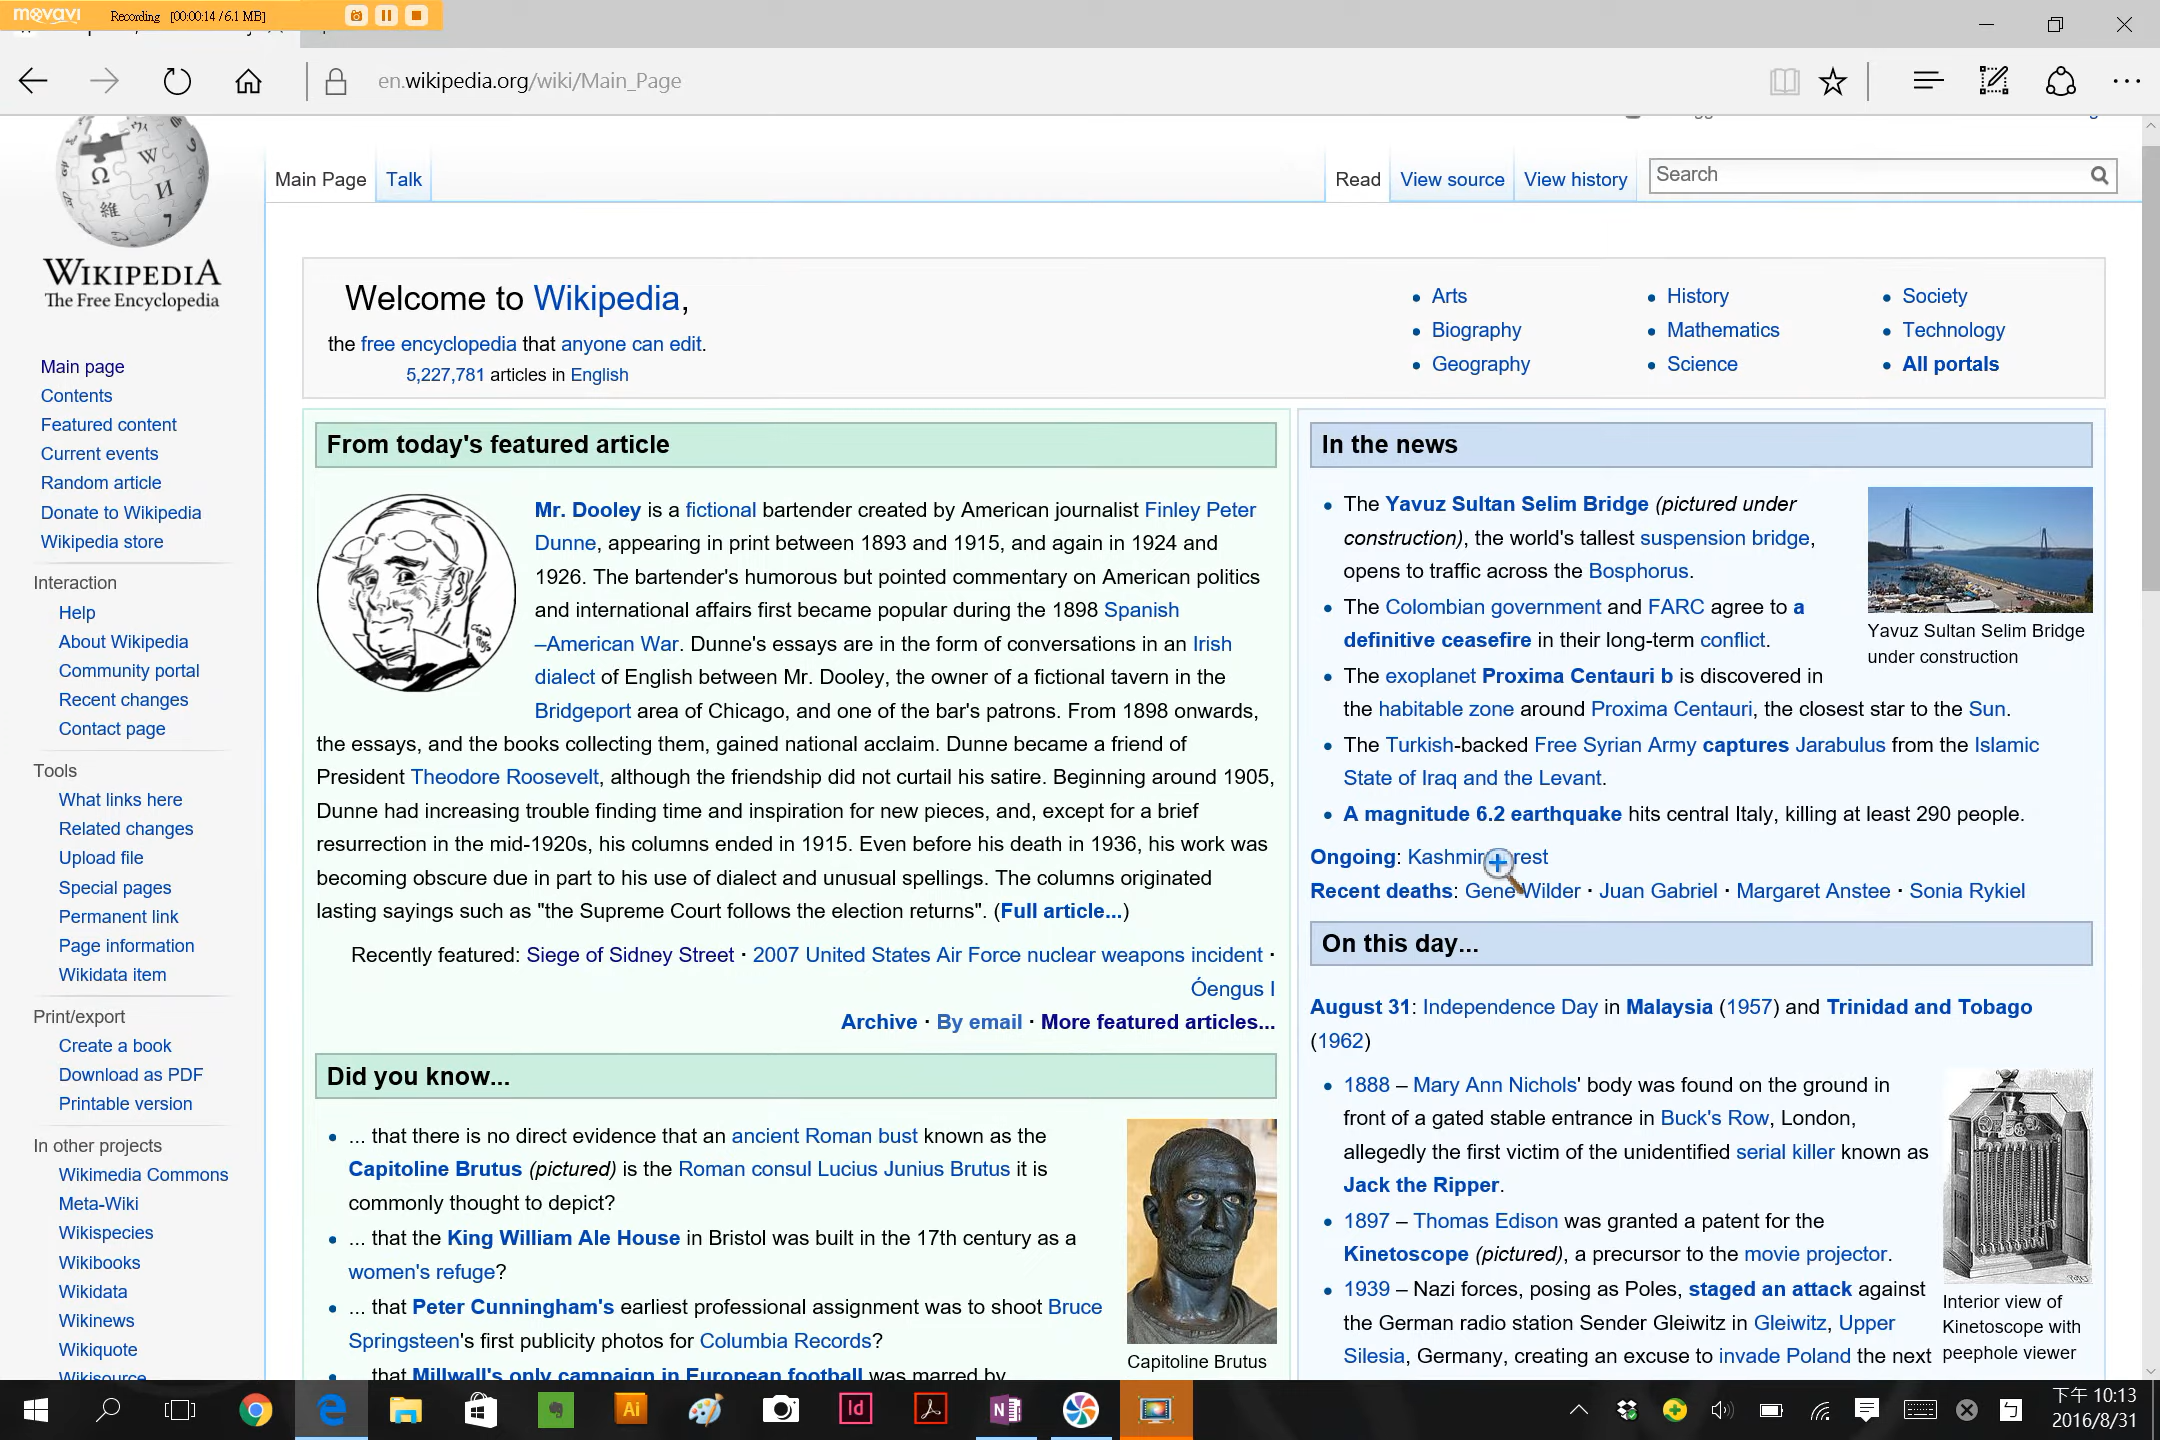 movavi Recording [00:00:14 / 6.1 MB]
en.wikipedia.org/wiki/Main_Page
WIKIPEDIA
The Free Encyclopedia
Main page
Contents
Featured content
Current events
Random article
Donate to Wikipedia
Wikipedia store
Interaction
Help
About Wikipedia
Community portal
Recent changes
Contact page
Tools
What links here
Related changes
Upload file
Special pages
Permanent link
Page information
Wikidata item
Print/export
Create a book
Download as PDF
Printable version
In other projects
Wikimedia Commons
Meta-Wiki
Wikispecies
Wikibooks
Wikidata
Wikinews
Wikiquote
Wikisource
Main Page Talk
Read View source View history Search
Welcome to Wikipedia,
the free encyclopedia that anyone can edit.
5,227,781 articles in English
Arts
Biography
Geography
History
Mathematics
Science
Society
Technology
All portals
From today's featured article
Mr. Dooley is a fictional bartender created by American journalist Finley Peter
Dunne, appearing in print between 1893 and 1915, and again in 1924 and
1926. The bartender's humorous but pointed commentary on American politics
and international affairs first became popular during the 1898 Spanish
–American War. Dunne's essays are in the form of conversations in an Irish
dialect of English between Mr. Dooley, the owner of a fictional tavern in the
Bridgeport area of Chicago, and one of the bar's patrons. From 1898 onwards,
the essays, and the books collecting them, gained national acclaim. Dunne became a friend of
President Theodore Roosevelt, although the friendship did not curtail his satire. Beginning around 1905,
Dunne had increasing trouble finding time and inspiration for new pieces, and, except for a brief
resurrection in the mid-1920s, his columns ended in 1915. Even before his death in 1936, his work was
becoming obscure due in part to his use of dialect and unusual spellings. The columns originated
lasting sayings such as "the Supreme Court follows the election returns". (Full article...)
Recently featured: Siege of Sidney Street · 2007 United States Air Force nuclear weapons incident ·
Óengus I
Archive · By email · More featured articles...
Did you know...
... that there is no direct evidence that an ancient Roman bust known as the
Capitoline Brutus (pictured) is the Roman consul Lucius Junius Brutus it is
commonly thought to depict?
... that the King William Ale House in Bristol was built in the 17th century as a
women's refuge?
... that Peter Cunningham's earliest professional assignment was to shoot Bruce
Springsteen's first publicity photos for Columbia Records?
that Millwall's only campaign in European football was marred by
Capitoline Brutus
In the news
The Yavuz Sultan Selim Bridge (pictured under
construction), the world's tallest suspension bridge,
opens to traffic across the Bosphorus.
The Colombian government and FARC agree to a
definitive ceasefire in their long-term conflict.
The exoplanet Proxima Centauri b is discovered in
the habitable zone around Proxima Centauri, the closest star to the Sun.
The Turkish-backed Free Syrian Army captures Jarabulus from the Islamic
State of Iraq and the Levant.
A magnitude 6.2 earthquake hits central Italy, killing at least 290 people.
Yavuz Sultan Selim Bridge
under construction
Ongoing: Kashmir
Recent deaths: Gene Wilder · Juan Gabriel · Margaret Anstee · Sonia Rykiel
On this day...
August 31: Independence Day in Malaysia (1957) and Trinidad and Tobago
(1962)
1888 – Mary Ann Nichols' body was found on the ground in
front of a gated stable entrance in Buck's Row, London,
allegedly the first victim of the unidentified serial killer known as
Jack the Ripper.
1897 – Thomas Edison was granted a patent for the
Kinetoscope (pictured), a precursor to the movie projector.
1939 – Nazi forces, posing as Poles, staged an attack against
the German radio station Sender Gleiwitz in Gleiwitz, Upper
Silesia, Germany, creating an excuse to invade Poland the next
Interior view of
Kinetoscope with
peephole viewer
Ai
Id
N
ㄅ
下午 10:13
2016/8/31